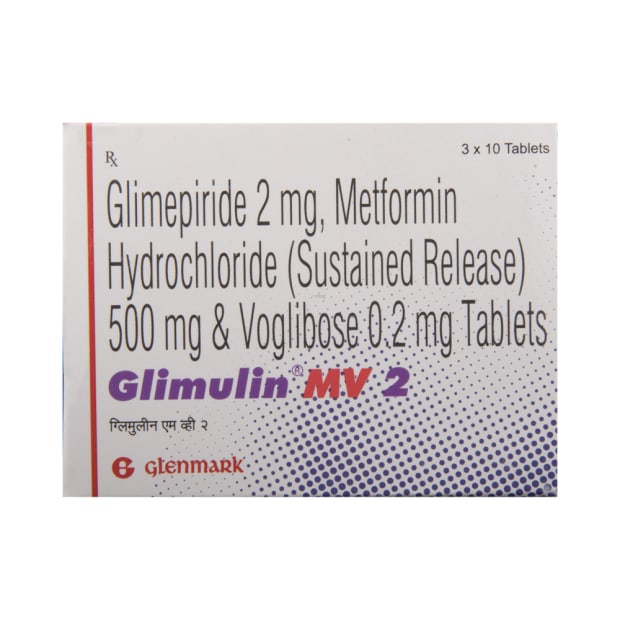 Rx
3 x 10 Tablets
Glimepiride 2 mg, Metformin
Hydrochloride (Sustained Release)
500 mg & Voglibose 0.2 mg Tablets
Glimulin® MV 2
ग्लिमुलीन एम व्ही २
G glenmark